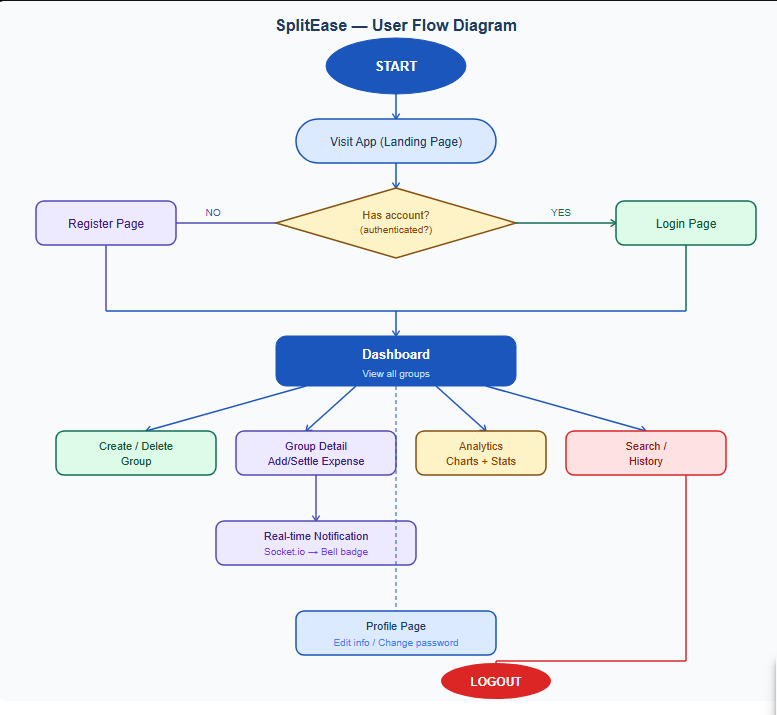 SplitEase — User Flow Diagram
START
Visit App (Landing Page)
Has account?
(authenticated?)
NO
YES
Register Page
Login Page
Dashboard
View all groups
Create / Delete
Group
Group Detail
Add/Settle Expense
Analytics
Charts + Stats
Search /
History
Real-time Notification
Socket.io → Bell badge
Profile Page
Edit info / Change password
LOGOUT